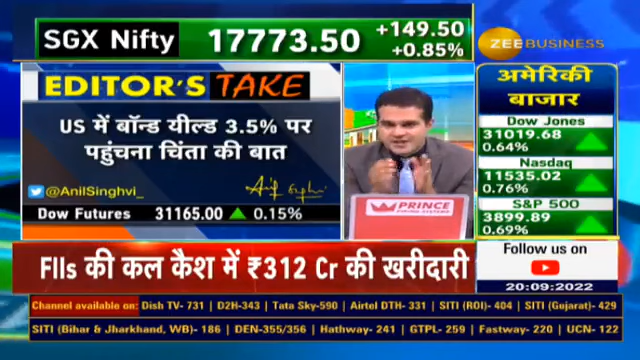 SGX Nifty 17773.50 +149.50
+0.85%
ZEE BUSINESS
EDITOR'S TAKE
US में बॉन्ड यील्ड 3.5% पर
पहुंचना चिंता की बात
@AnilSinghvi_
Dow Futures 31165.00 0.15%
PRINCE
अमेरिकी
बाजार
Dow Jones
31019.68
0.64%
Nasdaq
11535.02
0.76%
S&P 500
3899.89
0.69%
FIIs की कल कैश में ₹312 Cr की खरीदारी
Follow us on
20:09:2022
Channel available on: Dish TV- 731 | D2H-343 | Tata Sky-590 | Airtel DTH- 331 | SITI (ROI)- 404 | SITI (Gujarat)- 429
SITI (Bihar & Jharkhand, WB)- 186 | DEN-355/356 | Hathway- 241 | GTPL- 259 | Fastway- 220 | UCN- 122